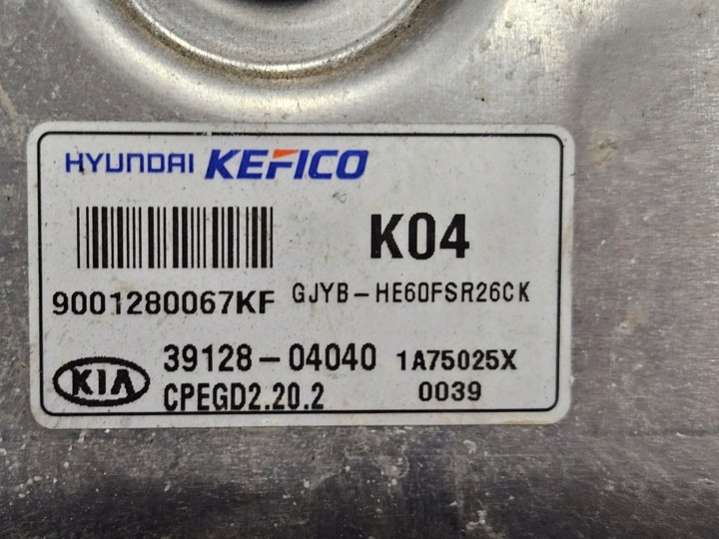 HYUNDAI KEFICO
K04
9001280067KF GJYB-HE60FSR26CK
KIA 39128-04040 1A75025X
CPEGD2.20.2 0039